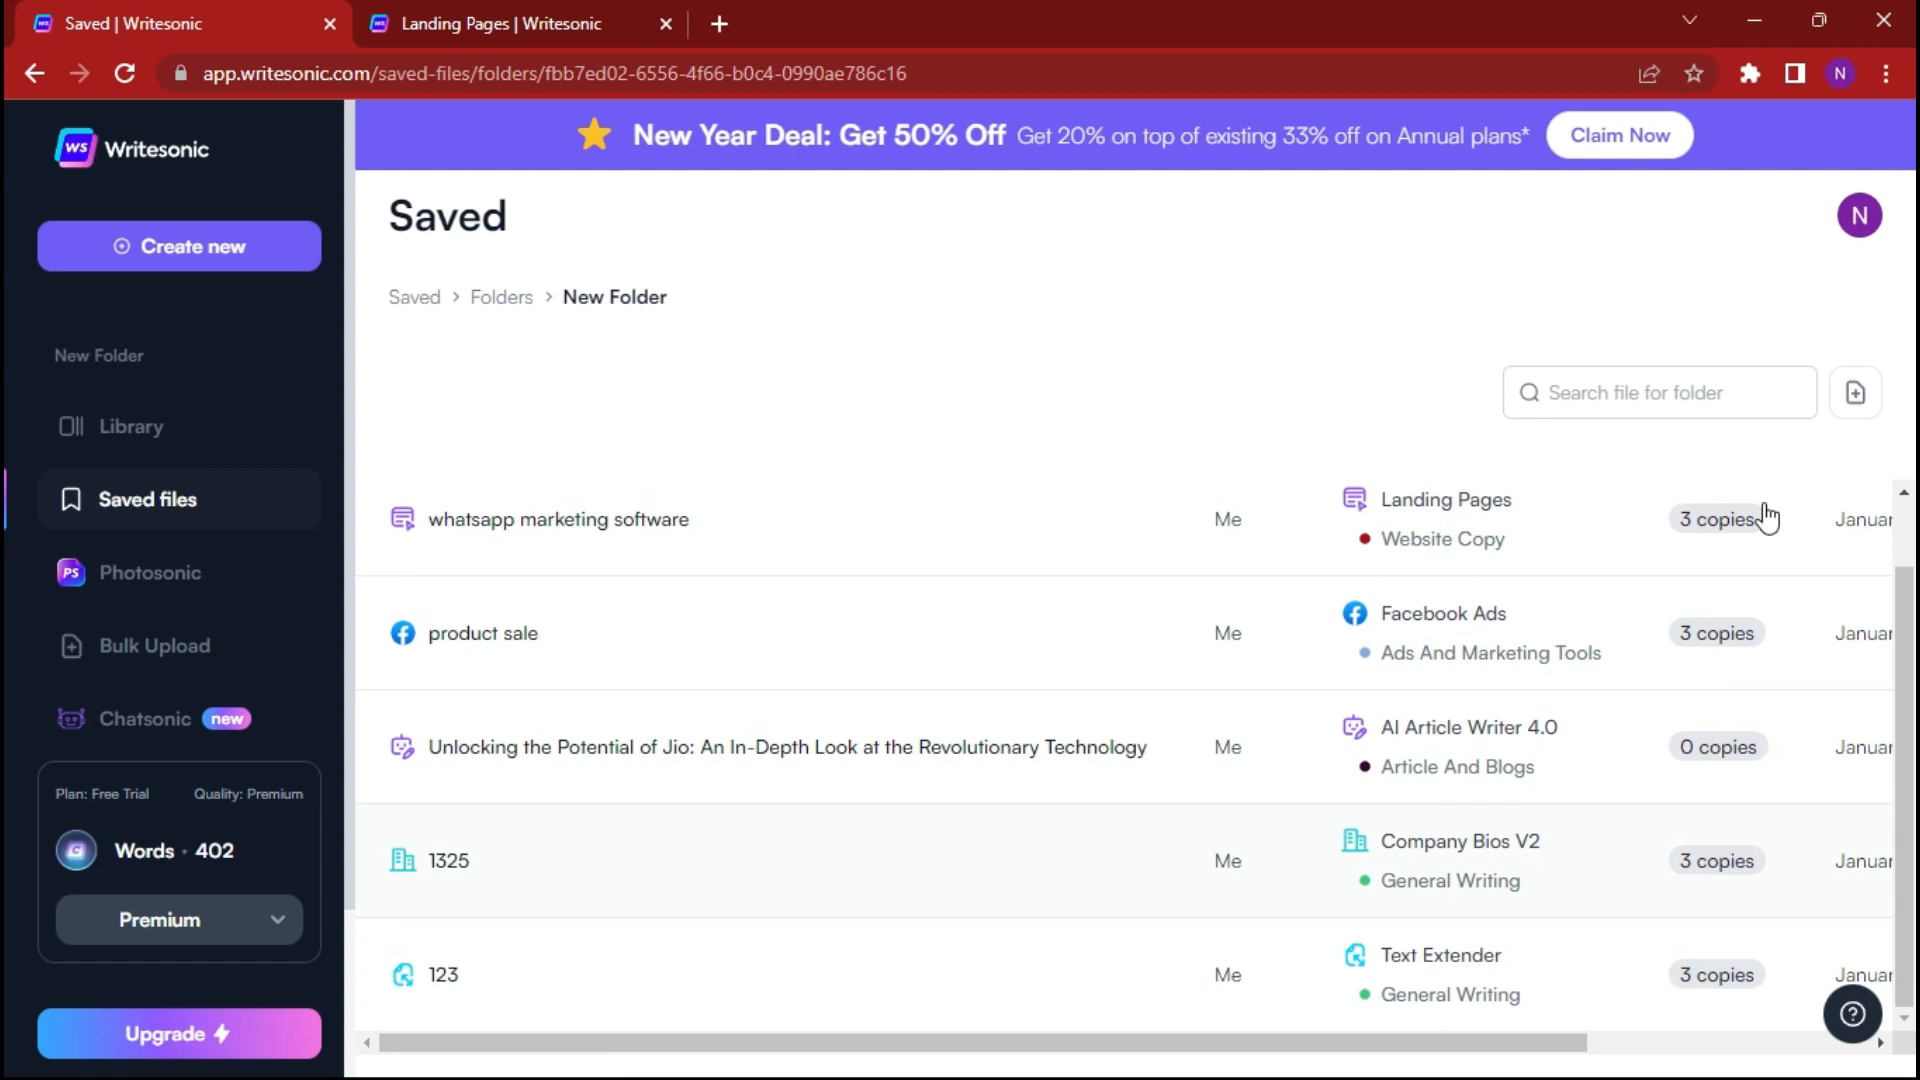 Saved | Writesonic
Landing Pages | Writesonic
app.writesonic.com/saved-files/folders/fbb7ed02-6556-4f66-b0c4-0990ae786c16
N
WS Writesonic
New Year Deal: Get 50% Off Get 20% on top of existing 33% off on Annual plans* Claim Now
Create new
Saved
N
Saved > Folders > New Folder
New Folder
Search file for folder
Library
Saved files
PS Photosonic
Bulk Upload
Chatsonic new
Plan: Free Trial Quality: Premium
Words · 402
Premium
Upgrade
whatsapp marketing software Me Landing Pages 3 copies Januar
Website Copy
product sale Me Facebook Ads 3 copies Januar
Ads And Marketing Tools
Unlocking the Potential of Jio: An In-Depth Look at the Revolutionary Technology Me AI Article Writer 4.0 0 copies Januar
Article And Blogs
1325 Me Company Bios V2 3 copies Januar
General Writing
123 Me Text Extender 3 copies Januar
General Writing